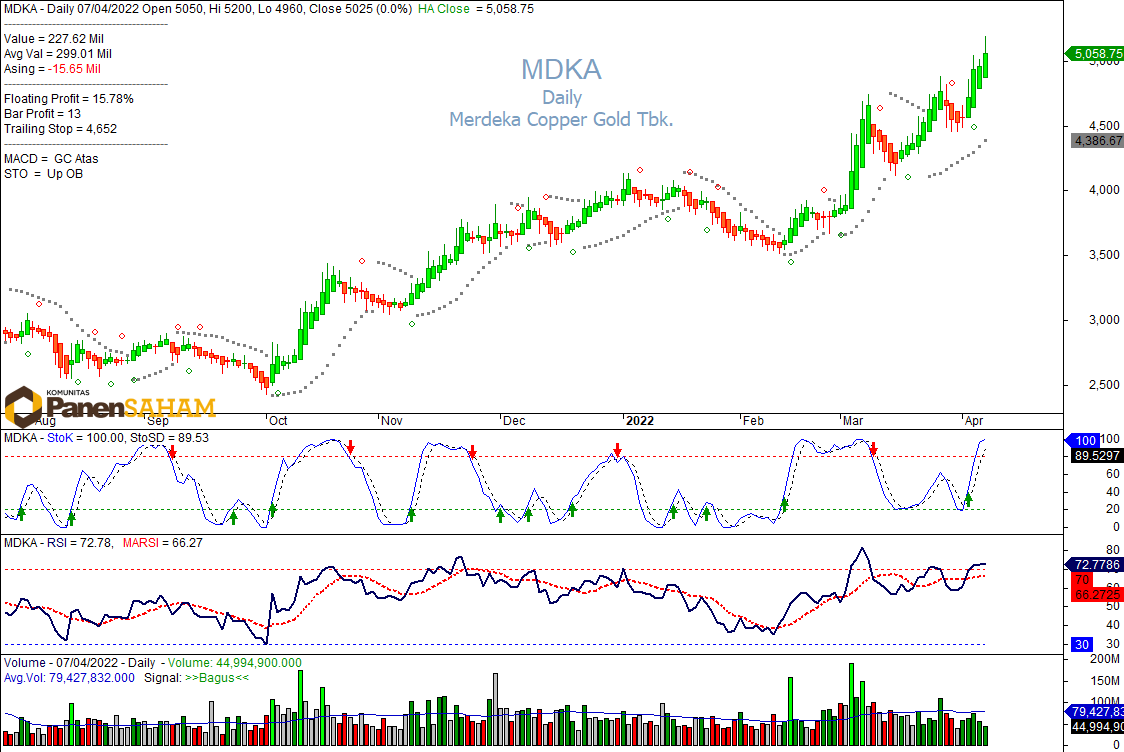 MDKA - Daily 07/04/2022 Open 5050, Hi 5200, Lo 4960, Close 5025 (0.0%) HA Close = 5,058.75
Value = 227.62 Mil
Avg Val = 299.01 Mil
Asing = -15.65 Mil
Floating Profit = 15.78%
Bar Profit = 13
Trailing Stop = 4,652
MACD = GC Atas
STO = Up OB
MDKA
Daily
Merdeka Copper Gold Tbk.
5,058.75
5,000
4,500
4,386.67
4,000
3,500
3,000
2,500
KOMUNITAS
PanenSAHAM
Aug Sep Oct Nov Dec 2022 Feb Mar Apr
MDKA - StoK = 100.00, StoSD = 89.53
100 100
89.5297
60
40
20
0
MDKA - RSI = 72.78, MARSI = 66.27
80
72.7786
70
66.2725
50
40
30 30
Volume - 07/04/2022 - Daily - Volume: 44,994,900.000
Avg.Vol: 79,427,832.000 Signal: >>Bagus<<
200M
150M
100M
79,427,83
44,994,90
0